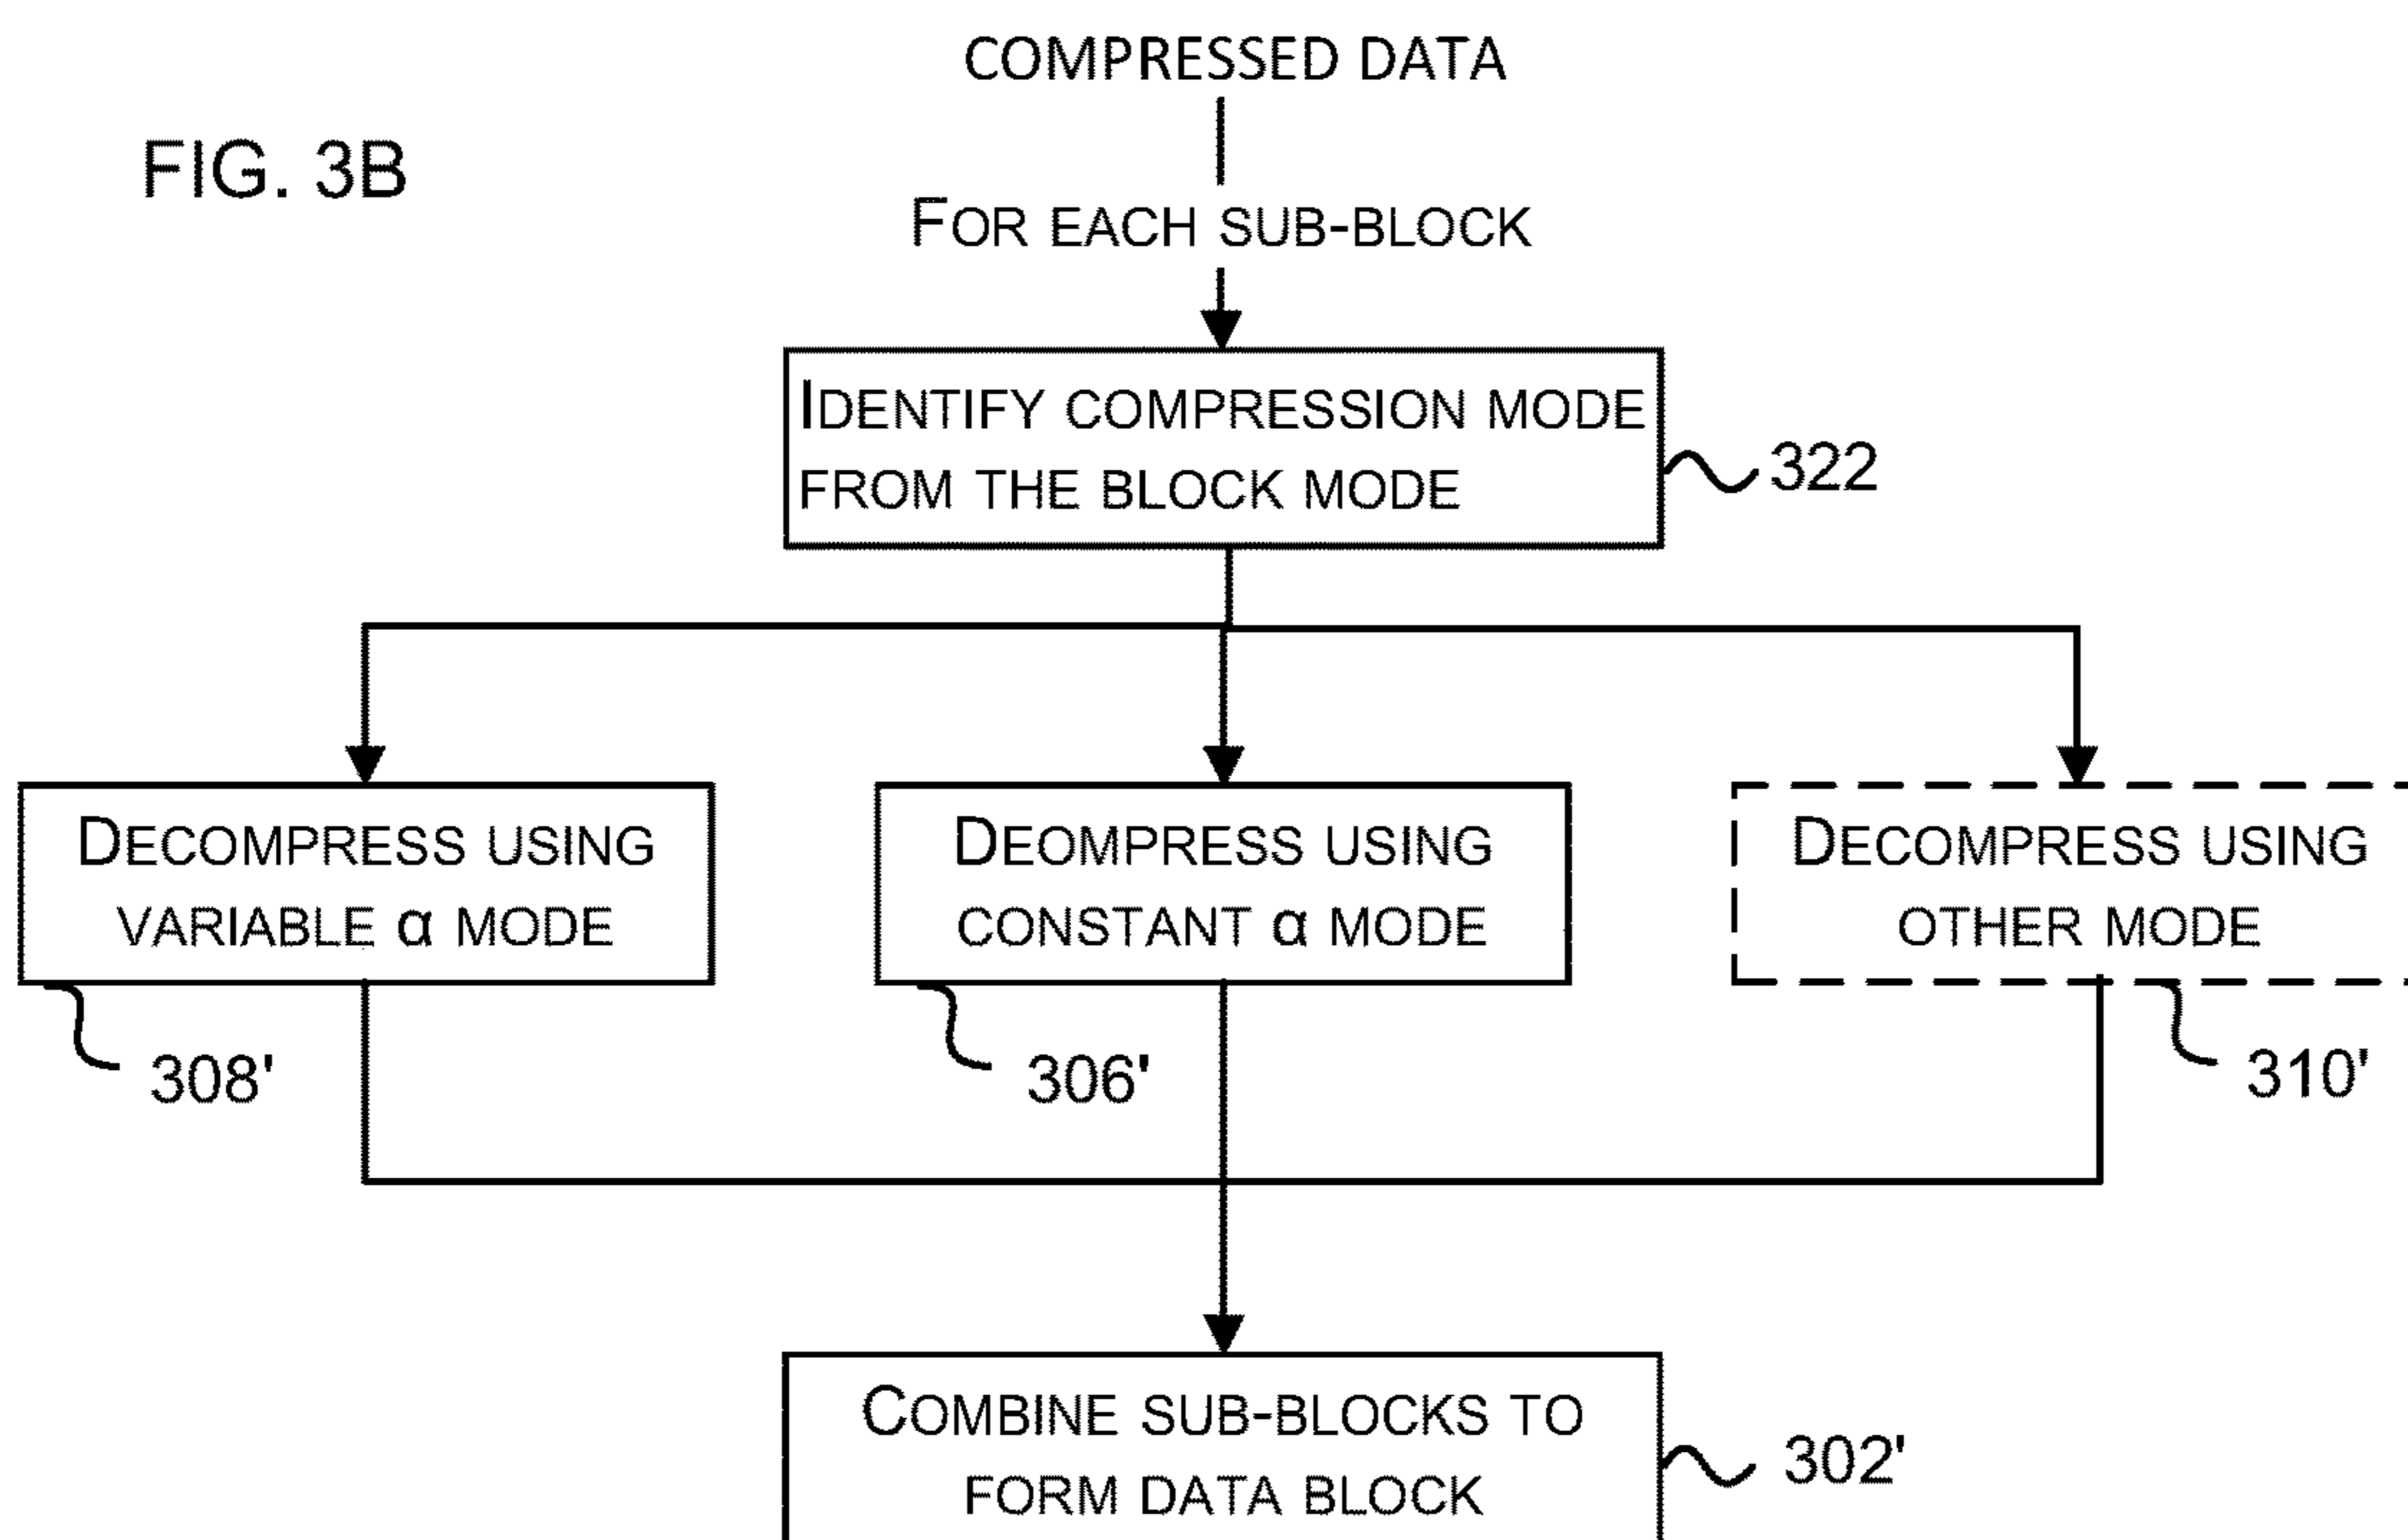 COMPRESSED DATA
FIG. 3B
FOR EACH SUB-BLOCK
IDENTIFY COMPRESSION MODE
FROM THE BLOCK MODE
322
DECOMPRESS USING
VARIABLE α MODE
308'
DEOMPRESS USING
CONSTANT α MODE
306'
DECOMPRESS USING
OTHER MODE
310'
COMBINE SUB-BLOCKS TO
FORM DATA BLOCK
302'